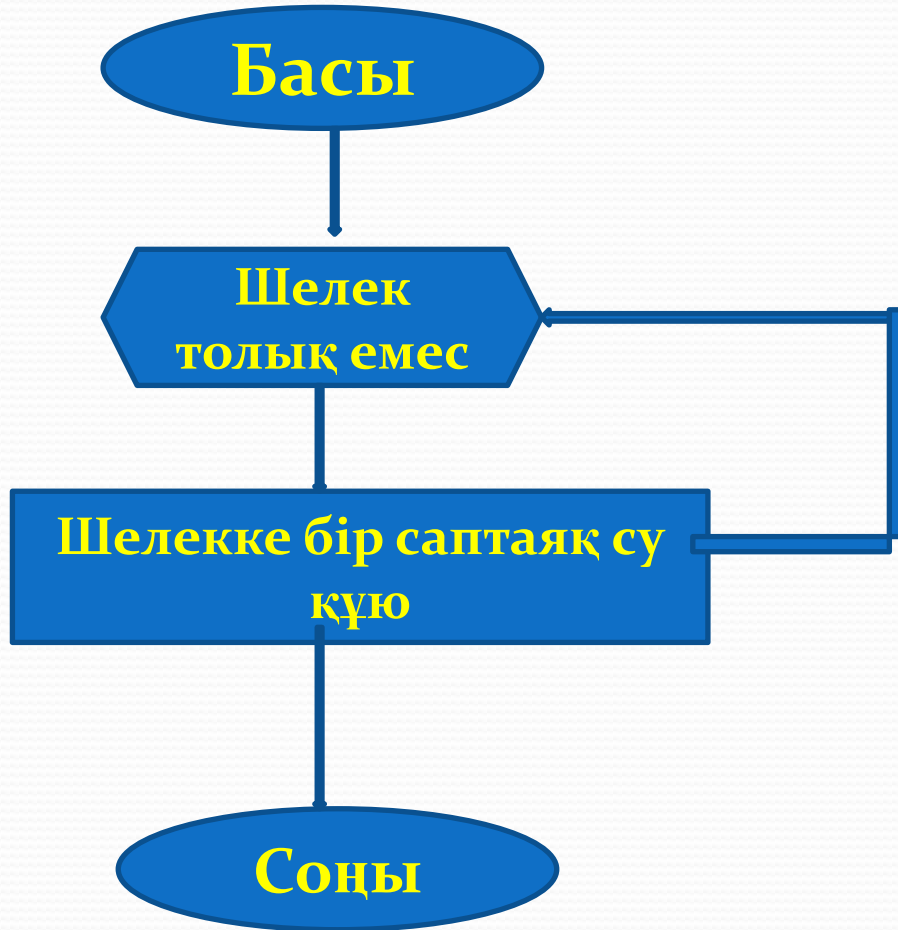 Басы
Шелек
толық емес
Шелекке бір саптаяқ су
құю
Соңы